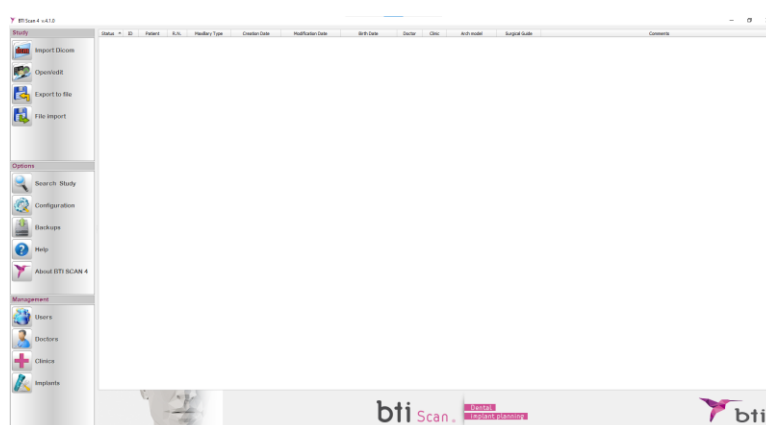 BTI Scan 4 v.4.1.0
Study
Status ID Patient R.N. Maxillary Type Creation Date Modification Date Birth Date Doctor Clinic Arch model Surgical Guide Comments
Import Dicom
Open/edit
Export to file
File import
Options
Search Study
Configuration
Backups
Help
About BTI SCAN 4
Management
Users
Doctors
Clinics
Implants
bti Scan®
Dental
implant planning
bti